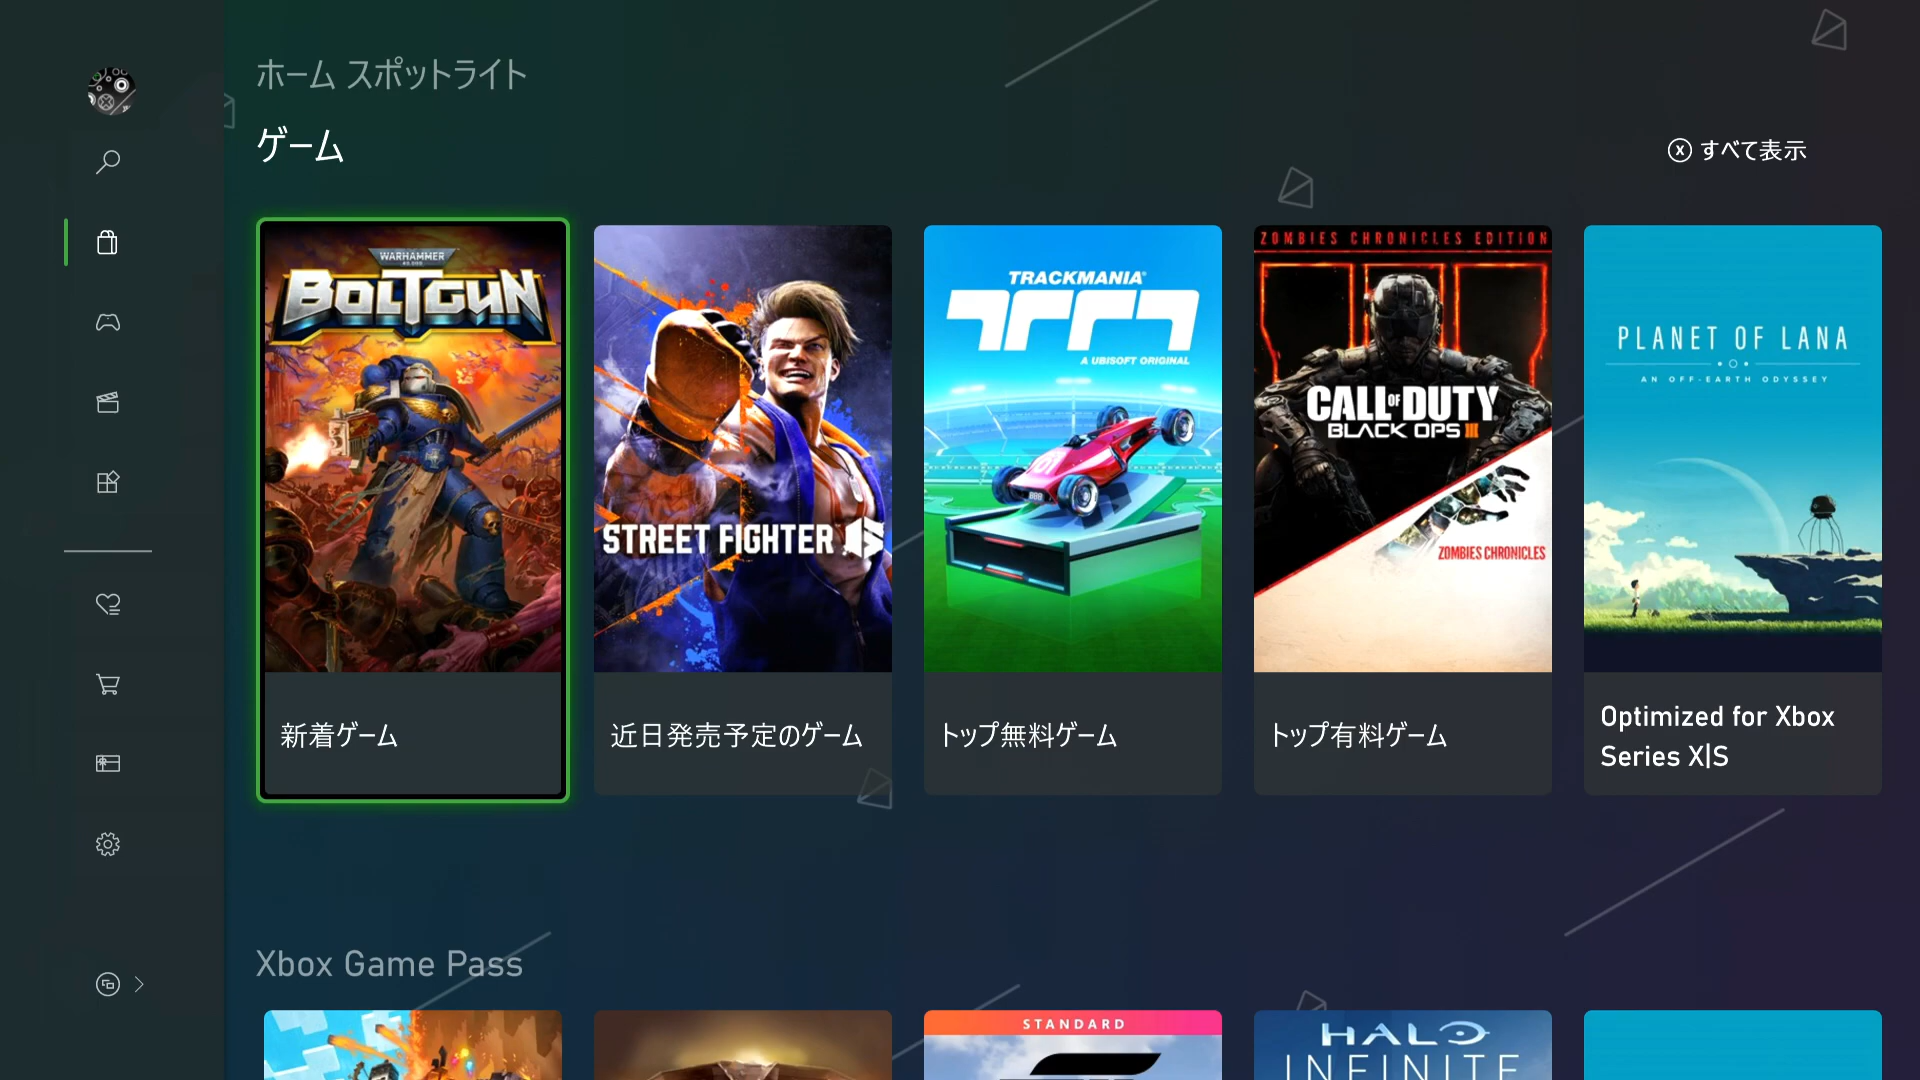 ホーム スポットライト
ゲーム
X すべて表示
WARHAMMER
40,000
BOLTGUN
新着ゲーム
STREET FIGHTER 6
近日発売予定のゲーム
TRACKMANIA®
TM
A UBISOFT ORIGINAL
トップ無料ゲーム
ZOMBIES CHRONICLES EDITION
CALL OF DUTY
BLACK OPS III
ZOMBIES CHRONICLES
トップ有料ゲーム
PLANET OF LANA
AN OFF-EARTH ODYSSEY
Optimized for Xbox
Series X|S
Xbox Game Pass
STANDARD
HALO
INFINITE